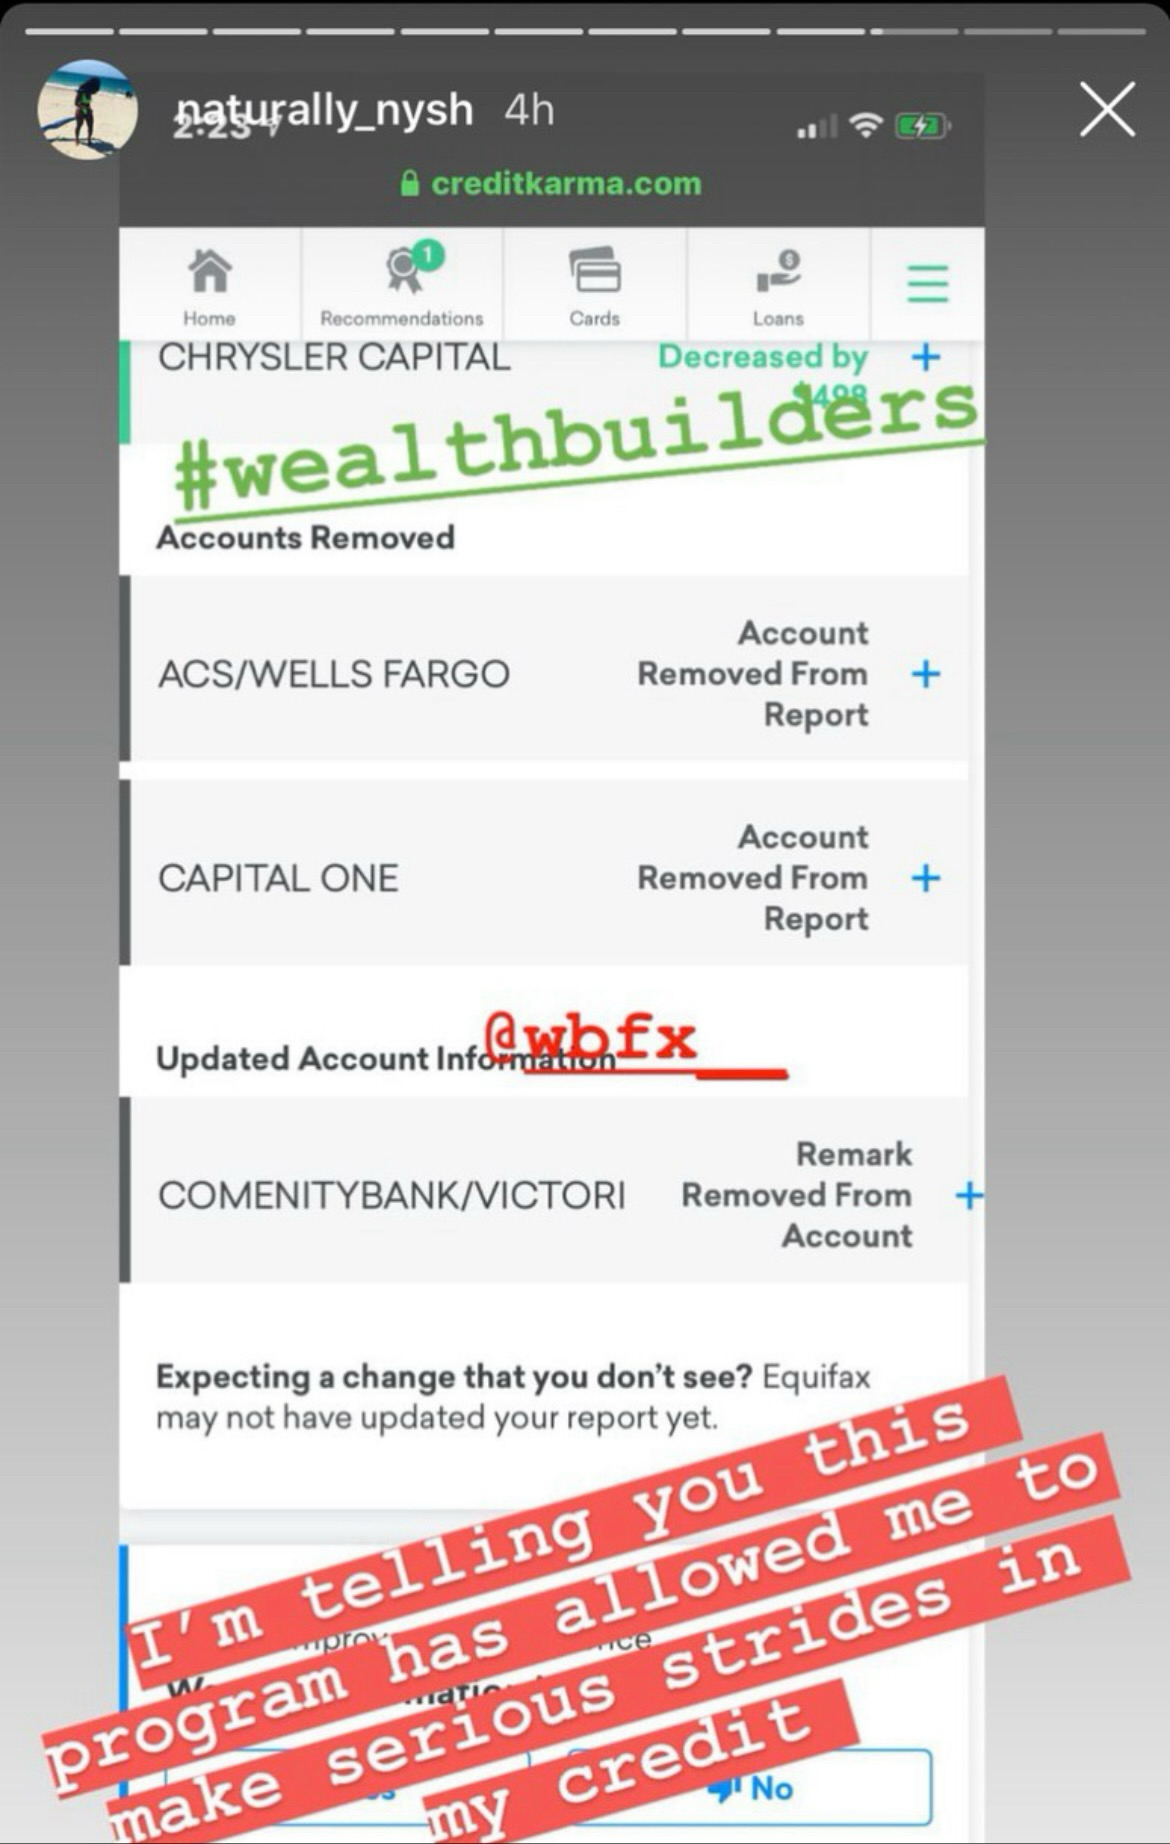 naturally_nysh 4h
2:23
creditkarma.com
Home
1
Recommendations
Cards
$
Loans
CHRYSLER CAPITAL
Decreased by
$498
#wealthbuilders
Accounts Removed
ACS/WELLS FARGO
Account
Removed From
Report
CAPITAL ONE
Account
Removed From
Report
@wbfx__
Updated Account Information
COMENITYBANK/VICTORI
Remark
Removed From
Account
Expecting a change that you don't see? Equifax
may not have updated your report yet.
I'm telling you this
program has allowed me to
make serious strides in
my credit
No